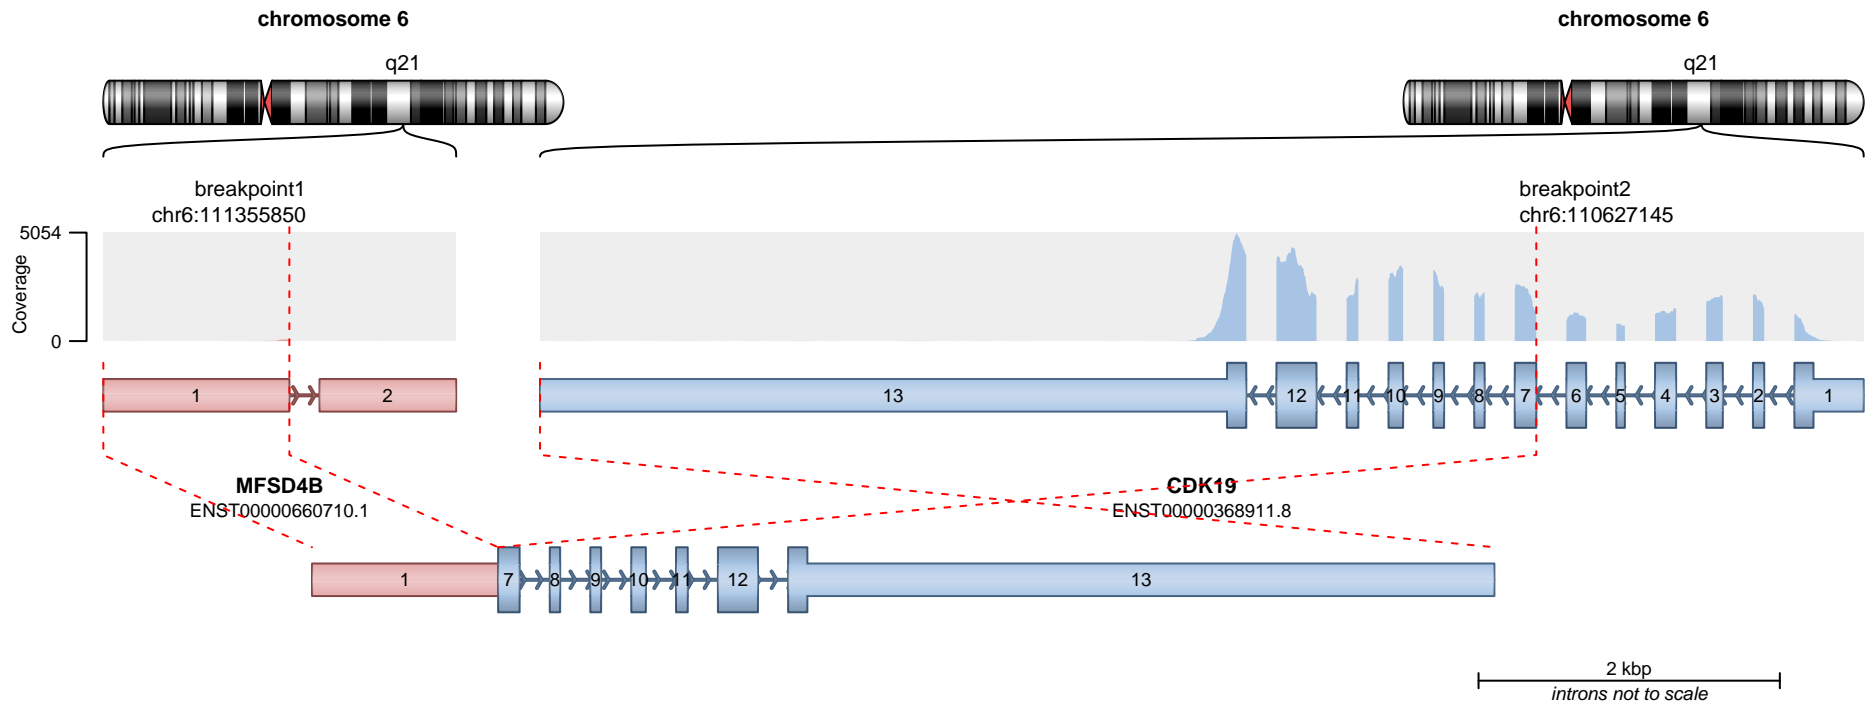 chromosome 6
chromosome 6
q21
q21
breakpoint1
chr6:111355850
breakpoint2
chr6:110627145
5054
0
Coverage
1 2
13 12 11 10 9 8 7 6 5 4 3 2 1
MFSD4B
ENST00000660710.1
CDK19
ENST00000368911.8
1 7 8 9 10 11 12 13
2 kbp
introns not to scale